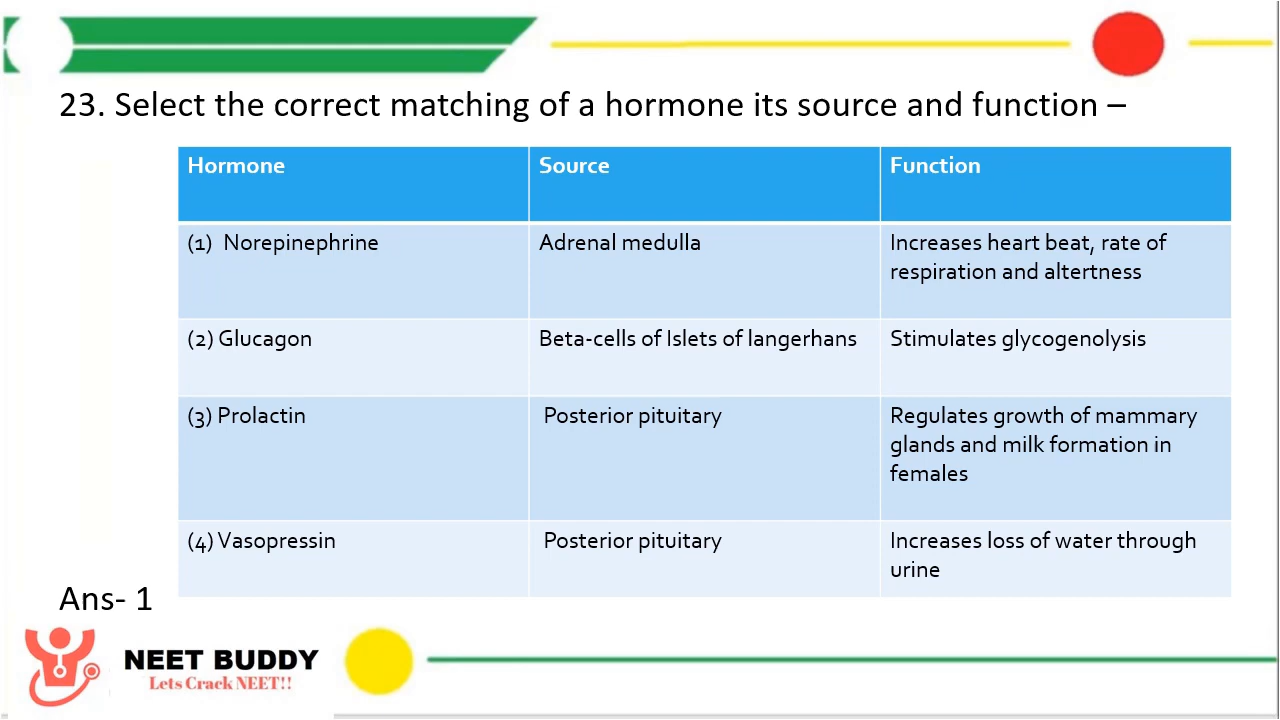 23. Select the correct matching of a hormone its source and function –
Hormone Source Function
(1) Norepinephrine Adrenal medulla Increases heart beat, rate of
respiration and altertness
(2) Glucagon Beta-cells of Islets of langerhans Stimulates glycogenolysis
(3) Prolactin Posterior pituitary Regulates growth of mammary
glands and milk formation in
females
(4) Vasopressin Posterior pituitary Increases loss of water through
urine
Ans- 1
NEET BUDDY
Lets Crack NEET!!